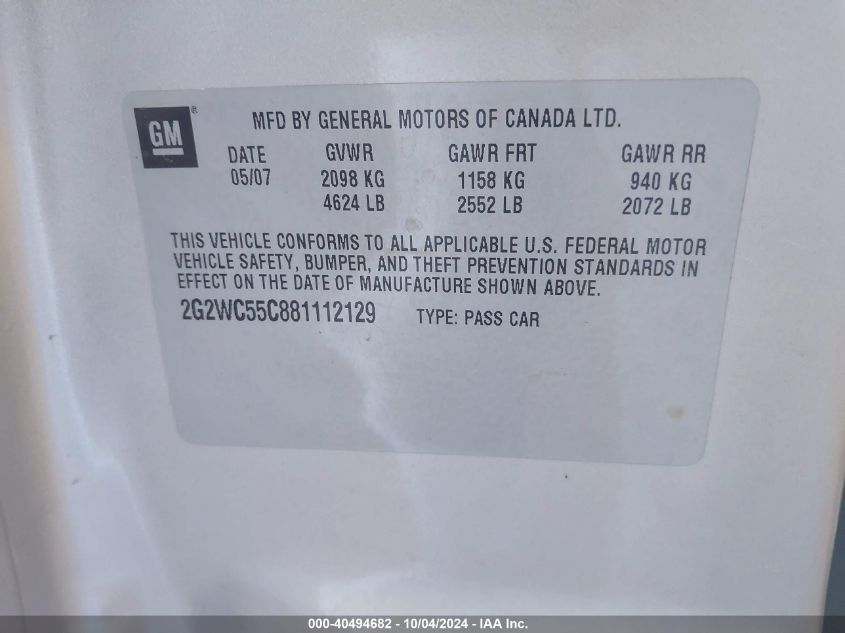 GM®
MFD BY GENERAL MOTORS OF CANADA LTD.
DATE GVWR GAWR FRT GAWR RR
05/07 2098 KG 1158 KG 940 KG
4624 LB 2552 LB 2072 LB
THIS VEHICLE CONFORMS TO ALL APPLICABLE U.S. FEDERAL MOTOR
VEHICLE SAFETY, BUMPER, AND THEFT PREVENTION STANDARDS IN
EFFECT ON THE DATE OF MANUFACTURE SHOWN ABOVE.
2G2WC55C881112129 TYPE: PASS CAR
000-40494682 - 10/04/2024 - IAA Inc.